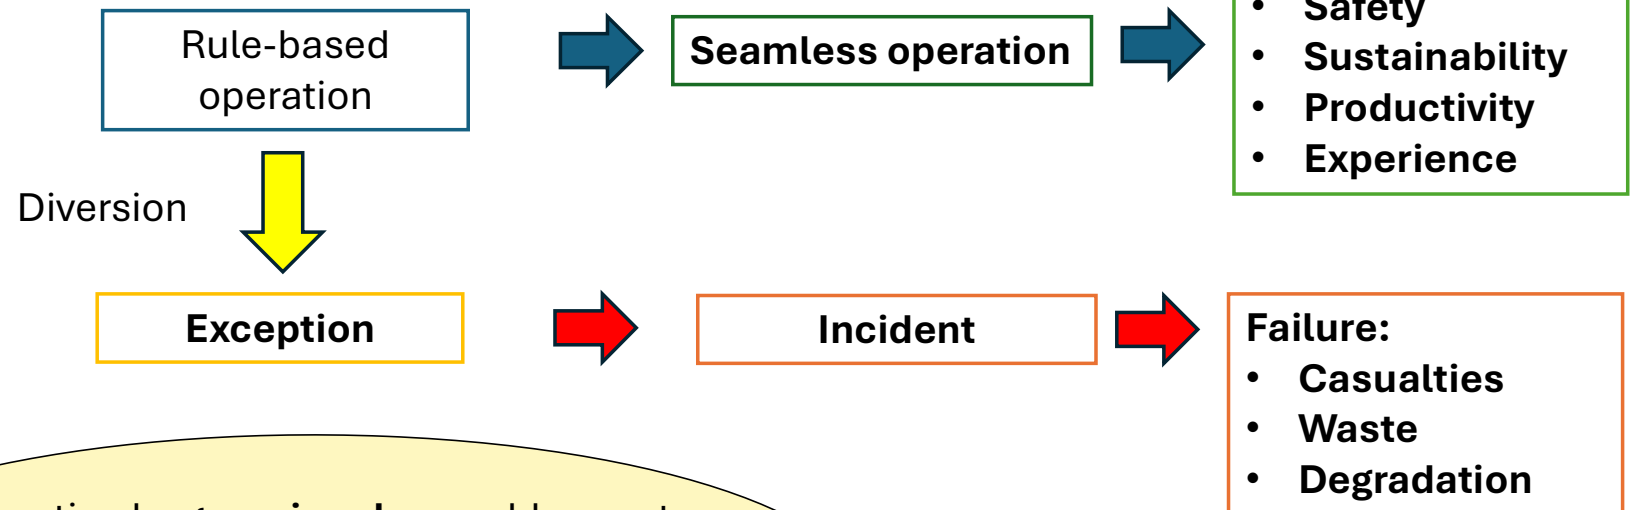 Rule-based
operation
Seamless operation
• Safety
• Sustainability
• Productivity
• Experience
Diversion
Exception
Incident
Failure:
• Casualties
• Waste
• Degradation